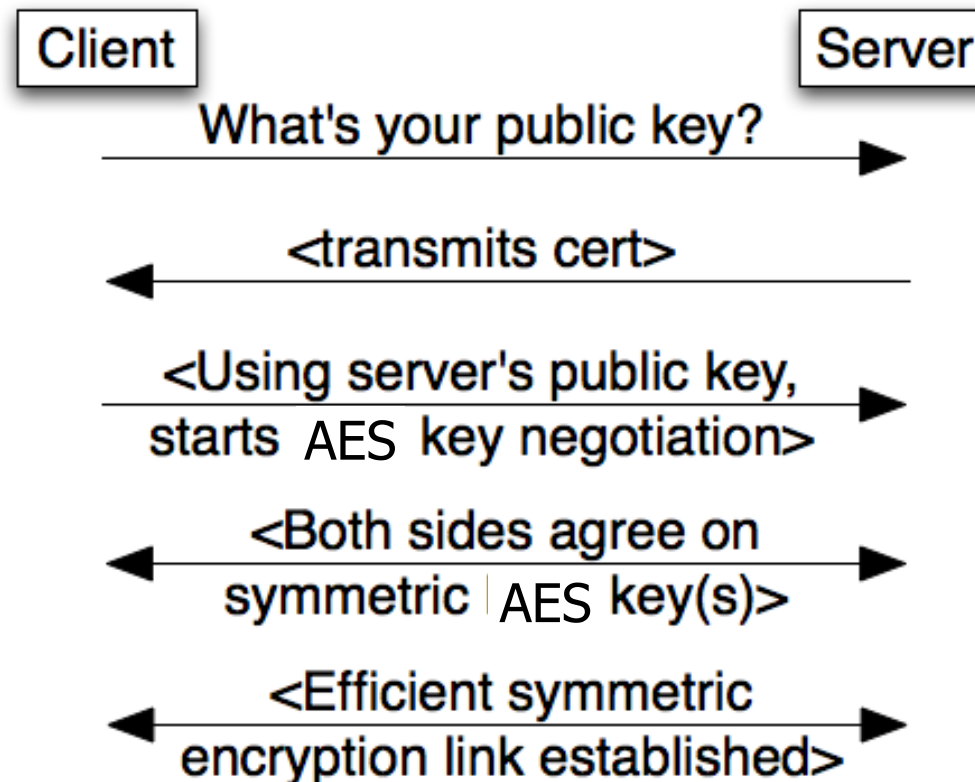 Client
Server
What's your public key?
<transmits cert>
<Using server's public key,
starts AES key negotiation>
<Both sides agree on
symmetric AES key(s)>
<Efficient symmetric
encryption link established>